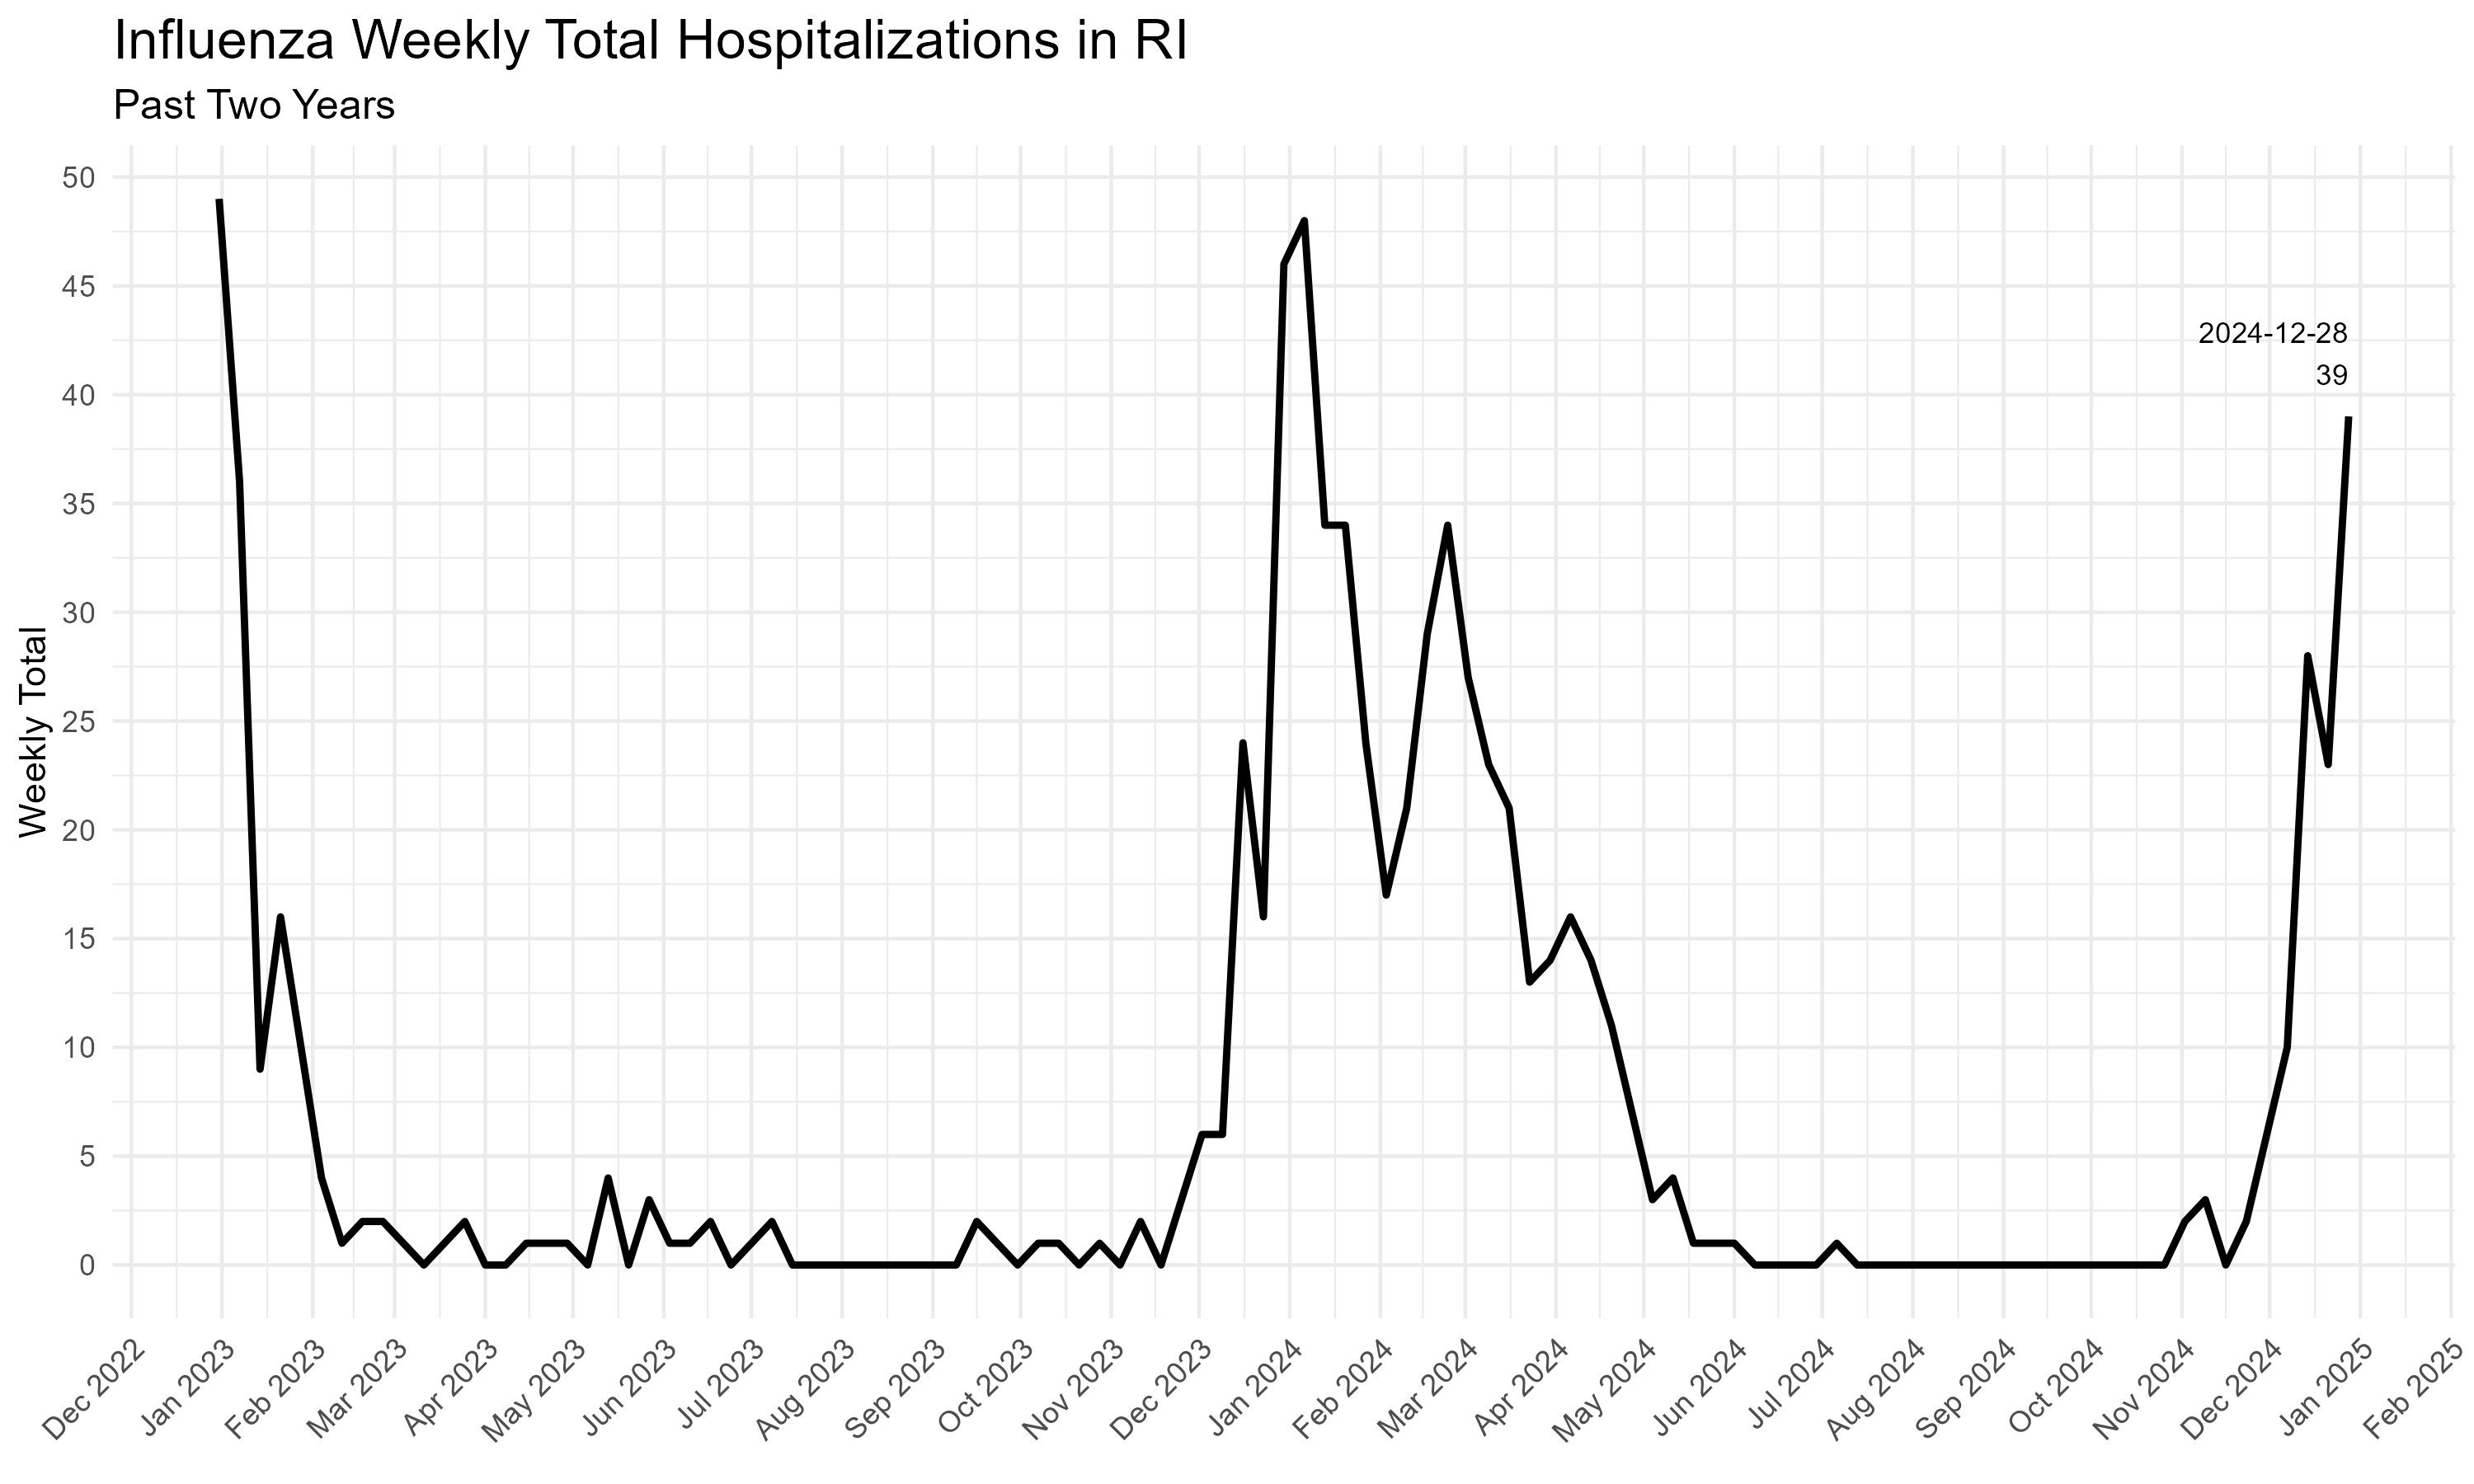 Influenza Weekly Total Hospitalizations in RI
Past Two Years
Weekly Total
50
45
40
35
30
25
20
15
10
5
0
2024-12-28
39
Dec 2022
Jan 2023
Feb 2023
Mar 2023
Apr 2023
May 2023
Jun 2023
Jul 2023
Aug 2023
Sep 2023
Oct 2023
Nov 2023
Dec 2023
Jan 2024
Feb 2024
Mar 2024
Apr 2024
May 2024
Jun 2024
Jul 2024
Aug 2024
Sep 2024
Oct 2024
Nov 2024
Dec 2024
Jan 2025
Feb 2025